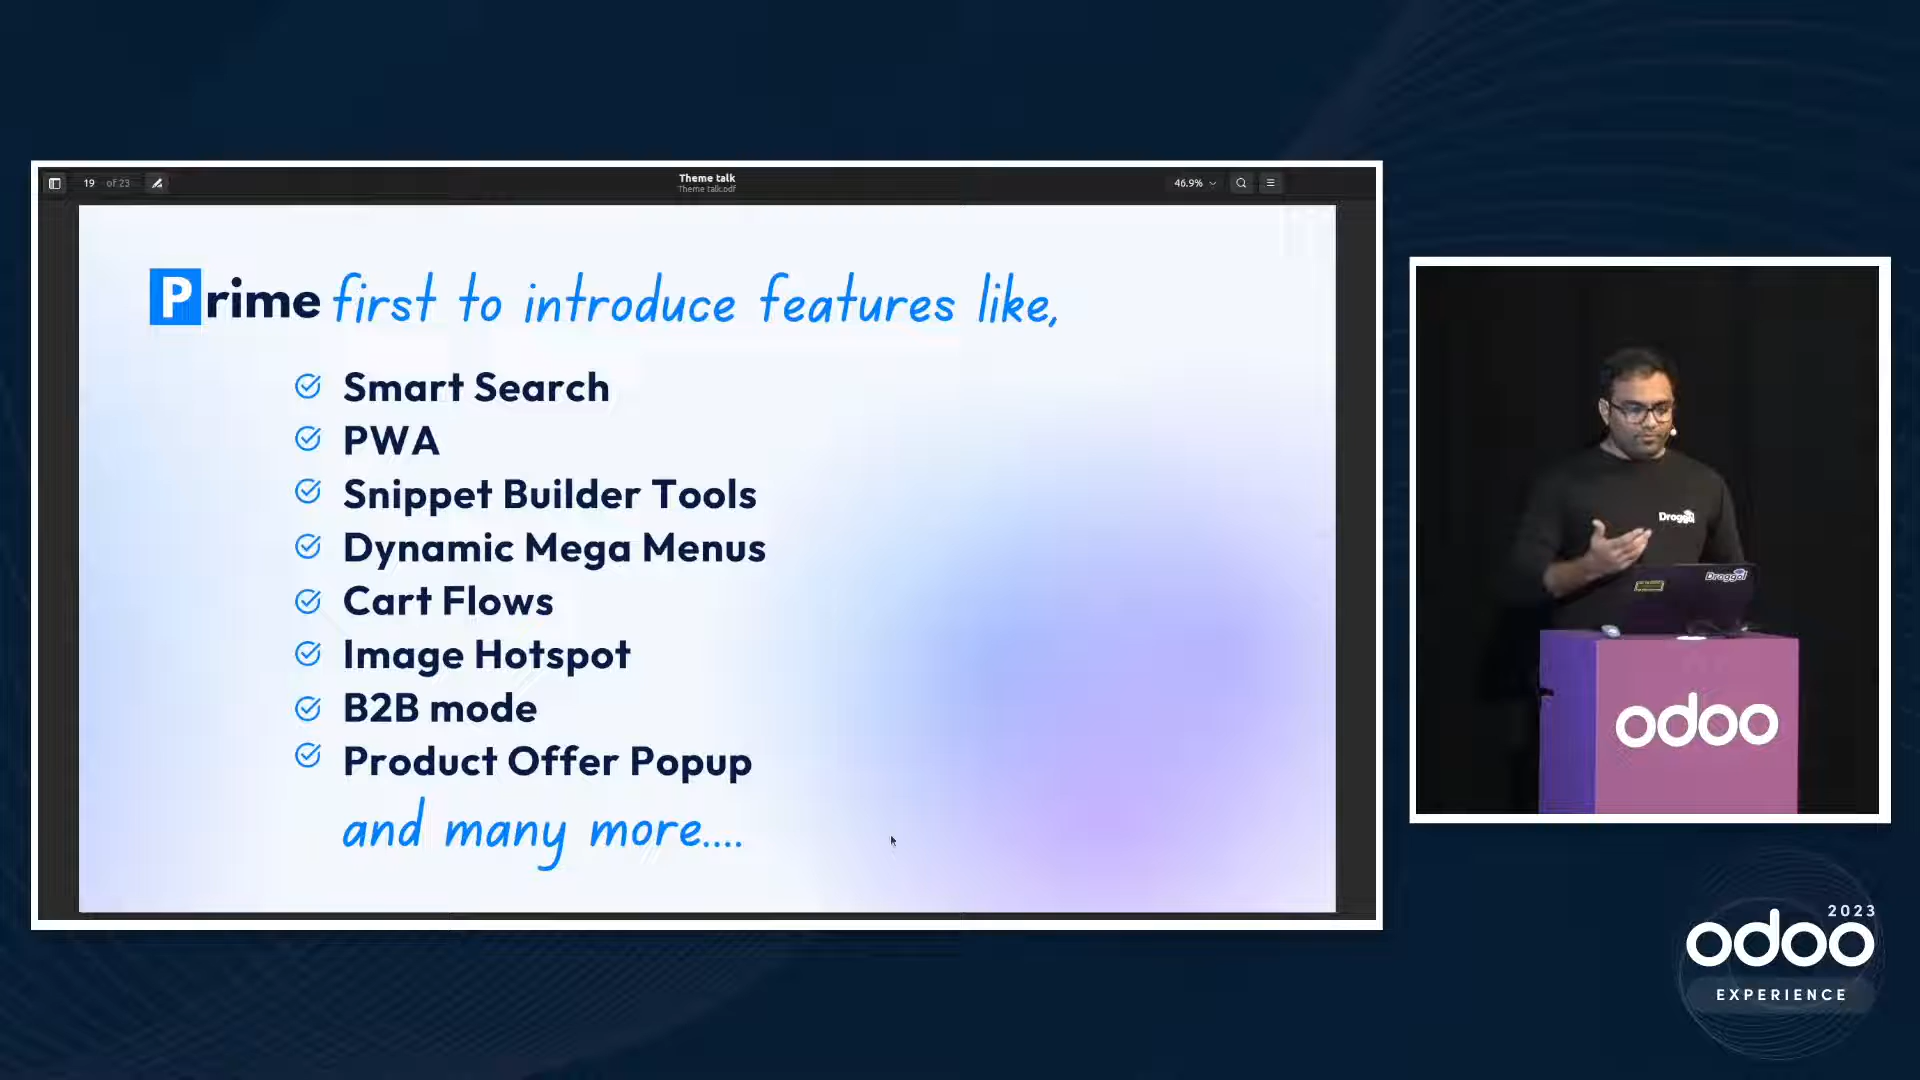 19 of 23
Theme talk
Theme talk.pdf
46.9%
Prime first to introduce features like,
Smart Search
PWA
Snippet Builder Tools
Dynamic Mega Menus
Cart Flows
Image Hotspot
B2B mode
Product Offer Popup
and many more....
Droggol
Droggol
odoo
2023
odoo
EXPERIENCE